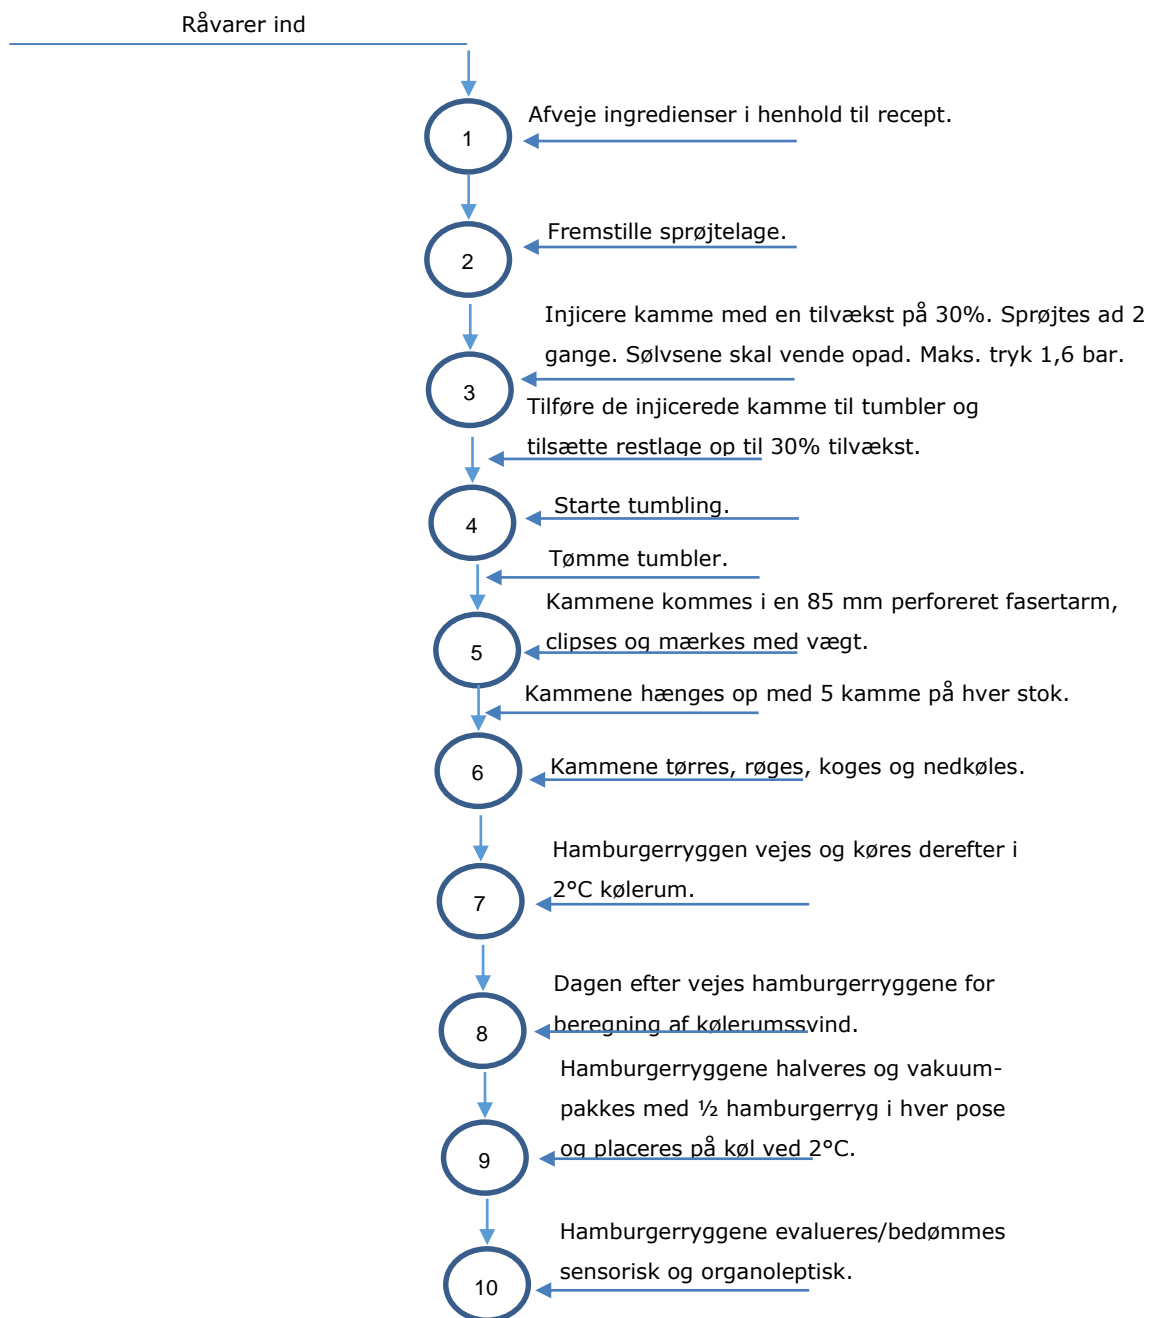 Råvarer ind
Afveje ingredienser i henhold til recept.
1
Fremstille sprøjtelage.
2
Injicere kamme med en tilvækst på 30%. Sprøjtes ad 2
gange. Sølvsene skal vende opad. Maks. tryk 1,6 bar.
3
Tilføre de injicerede kamme til tumbler og
tilsætte restlage op til 30% tilvækst.
Starte tumbling.
4
Tømme tumbler.
Kammene kommes i en 85 mm perforeret fasertarm,
clipses og mærkes med vægt.
5
Kammene hænges op med 5 kamme på hver stok.
Kammene tørres, røges, koges og nedkøles.
6
Hamburgerryggen vejes og køres derefter i
2°C kølerum.
7
Dagen efter vejes hamburgerryggene for
beregning af kølerumssvind.
8
Hamburgerryggene halveres og vakuum-
pakkes med ½ hamburgerryg i hver pose
og placeres på køl ved 2°C.
9
Hamburgerryggene evalueres/bedømmes
sensorisk og organoleptisk.
10